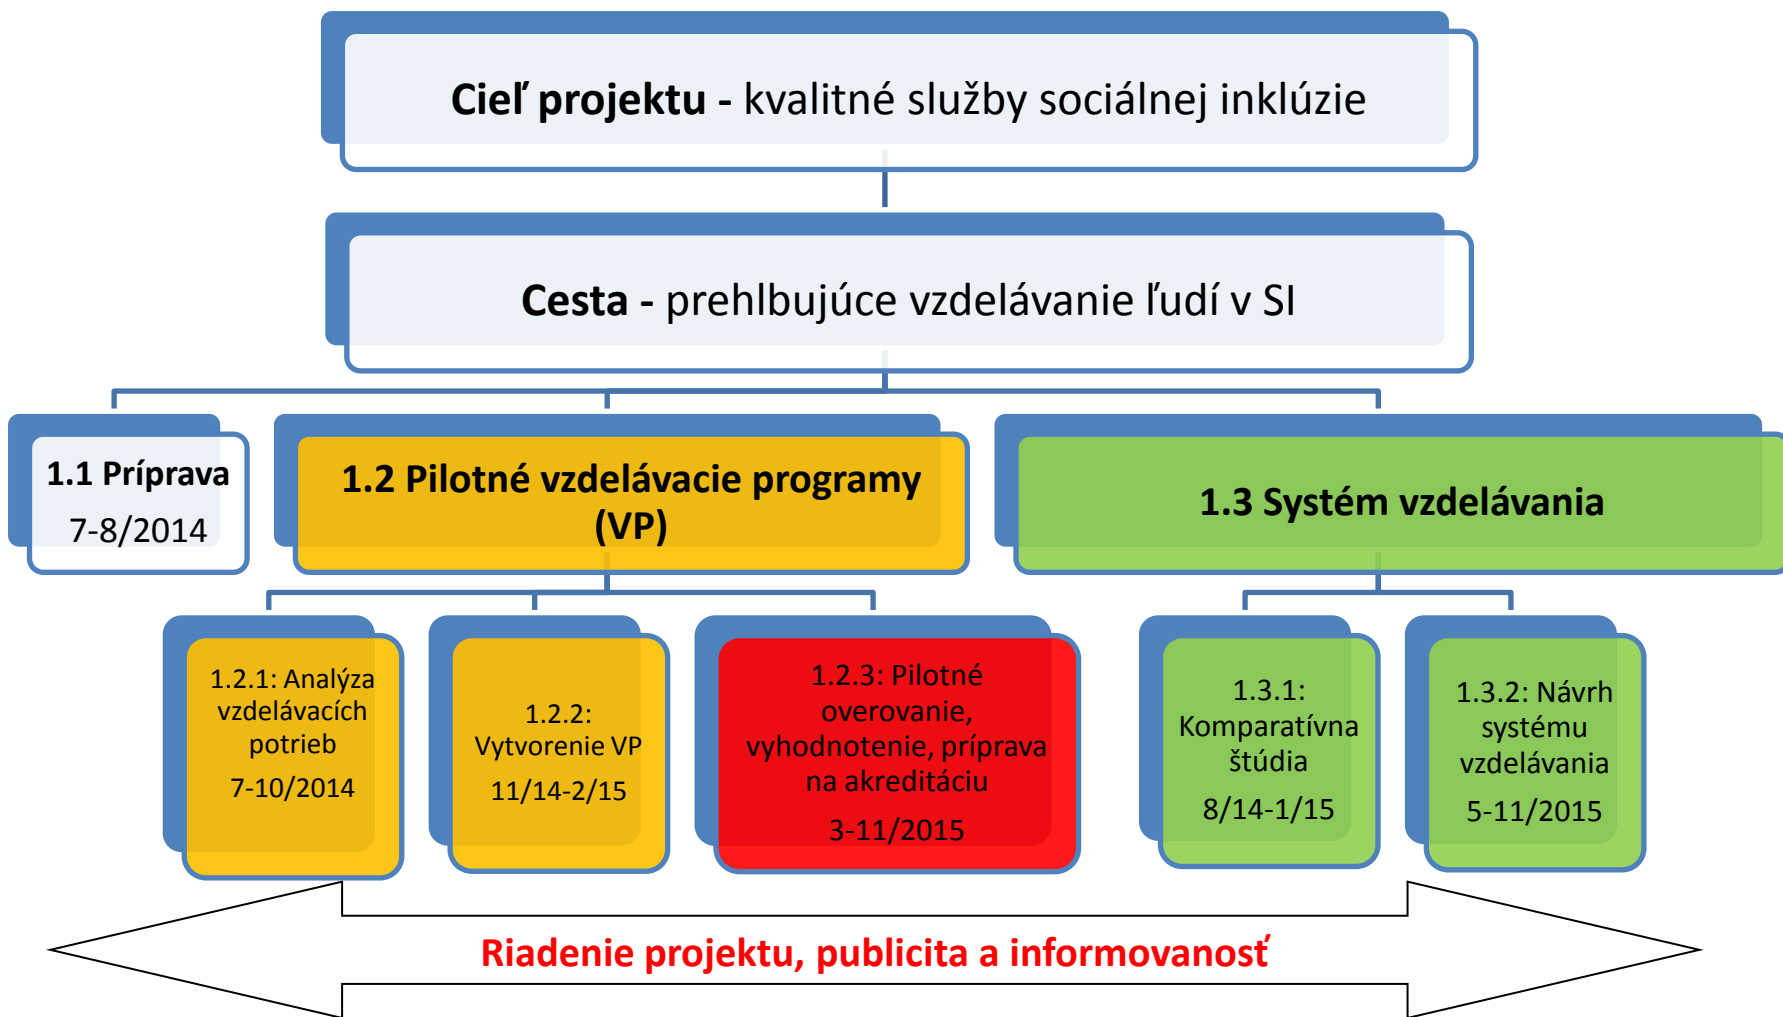 Cieľ projektu - kvalitné služby sociálnej inklúzie
Cesta - prehlbujúce vzdelávanie ľudí v SI
1.1 Príprava
7-8/2014
1.2 Pilotné vzdelávacie programy
(VP)
1.3 Systém vzdelávania
1.2.1: Analýza
vzdelávacích
potrieb
7-10/2014
1.2.2:
Vytvorenie VP
11/14-2/15
1.2.3: Pilotné
overovanie,
vyhodnotenie, príprava
na akreditáciu
3-11/2015
1.3.1:
Komparatívna
štúdia
8/14-1/15
1.3.2: Návrh
systému
vzdelávania
5-11/2015
Riadenie projektu, publicita a informovanosť